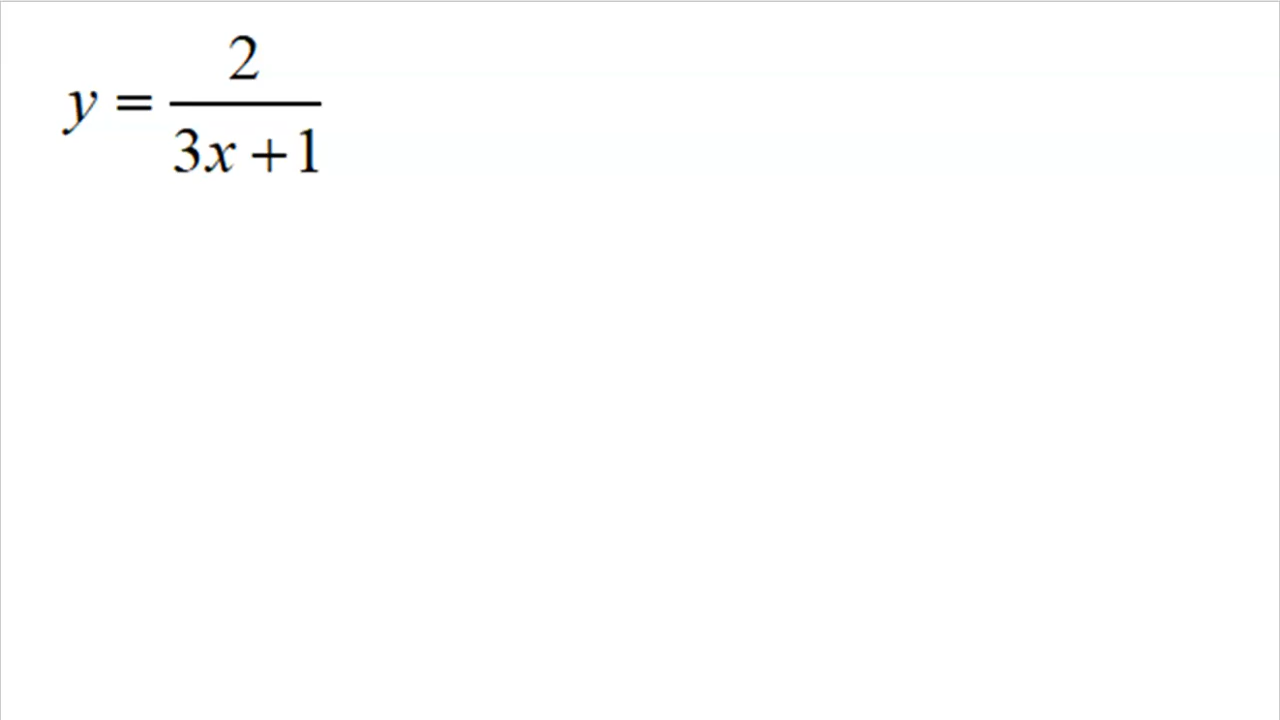 y = 2/(3x + 1)